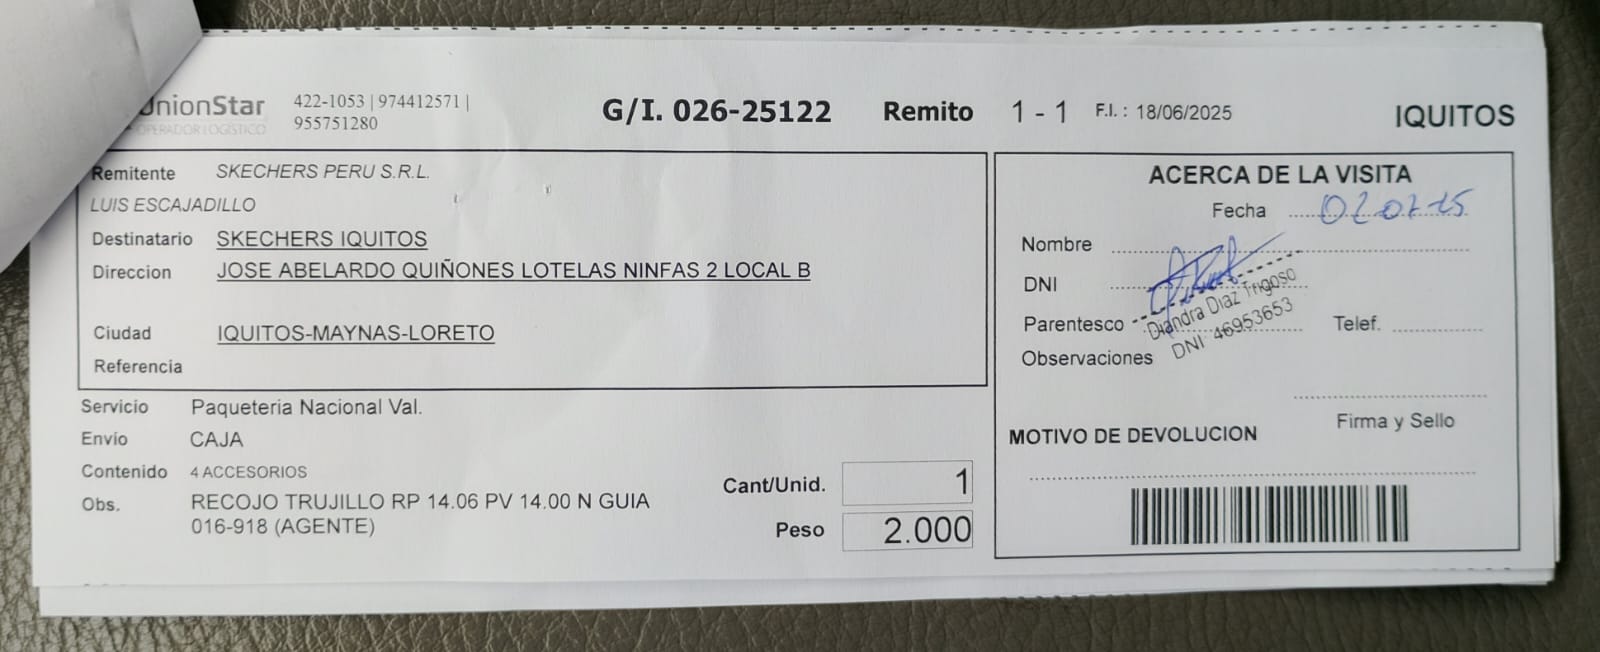 UnionStar
OPERADOR LOGÍSTICO
422-1053 | 974412571 |
955751280
G/I. 026-25122
Remito 1 - 1
F.I. : 18/06/2025
IQUITOS
Remitente SKECHERS PERU S.R.L.
LUIS ESCAJADILLO
Destinatario SKECHERS IQUITOS
Direccion JOSE ABELARDO QUIÑONES LOTELAS NINFAS 2 LOCAL B
Ciudad IQUITOS-MAYNAS-LORETO
Referencia
Servicio Paqueteria Nacional Val.
Envío CAJA
Contenido 4 ACCESORIOS
Obs. RECOJO TRUJILLO RP 14.06 PV 14.00 N GUIA
016-918 (AGENTE)
Cant/Unid. 1
Peso 2.000
ACERCA DE LA VISITA
Fecha 02-07-25
Nombre
DNI
Parentesco
Diandra Diaz Trigoso
DNI: 46953653
Telef.
Observaciones
Firma y Sello
MOTIVO DE DEVOLUCION